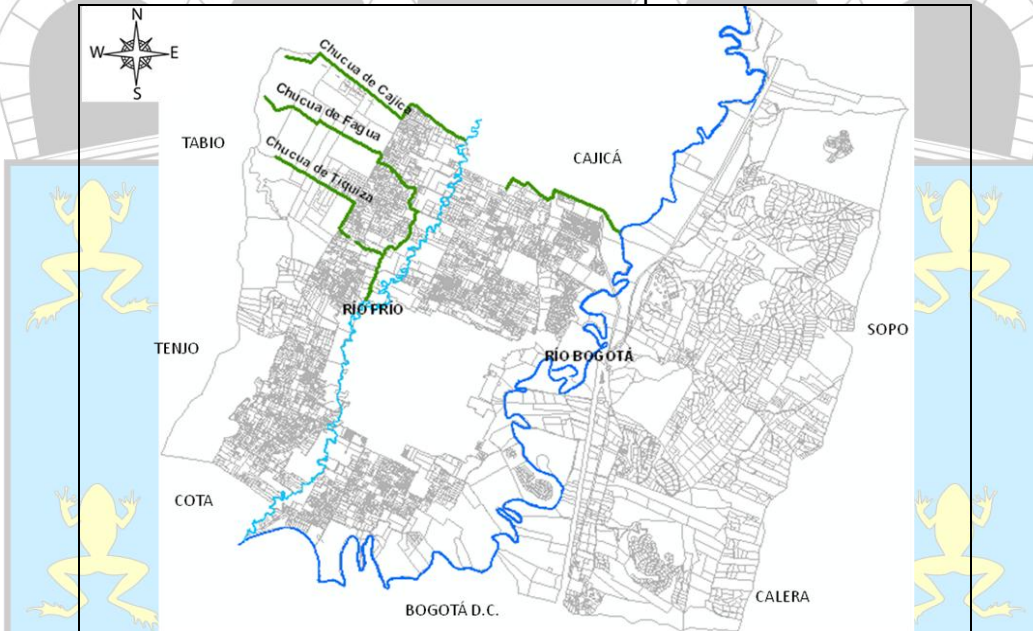 N
W E
S
Chucua de Cajica
Chucua de Fagua
Chucua de Tiquiza
TABIO
CAJICÁ
RÍO FRÍO
SOPO
TENJO
RÍO BOGOTÁ
COTA
CALERA
BOGOTÁ D.C.